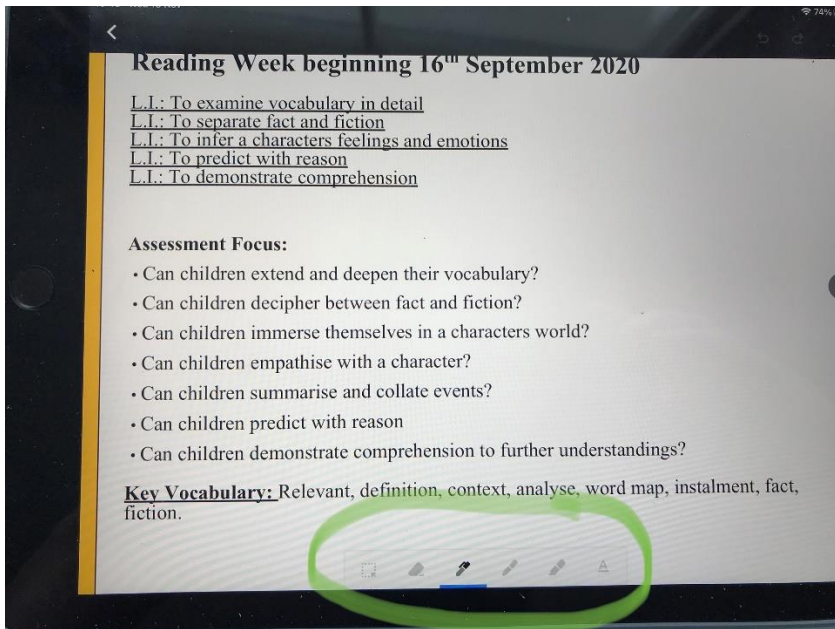 74%
Reading Week beginning 16th September 2020
L.I.: To examine vocabulary in detail
L.I.: To separate fact and fiction
L.I.: To infer a characters feelings and emotions
L.I.: To predict with reason
L.I.: To demonstrate comprehension
Assessment Focus:
• Can children extend and deepen their vocabulary?
• Can children decipher between fact and fiction?
• Can children immerse themselves in a characters world?
• Can children empathise with a character?
• Can children summarise and collate events?
• Can children predict with reason
• Can children demonstrate comprehension to further understandings?
Key Vocabulary: Relevant, definition, context, analyse, word map, instalment, fact,
fiction.
A